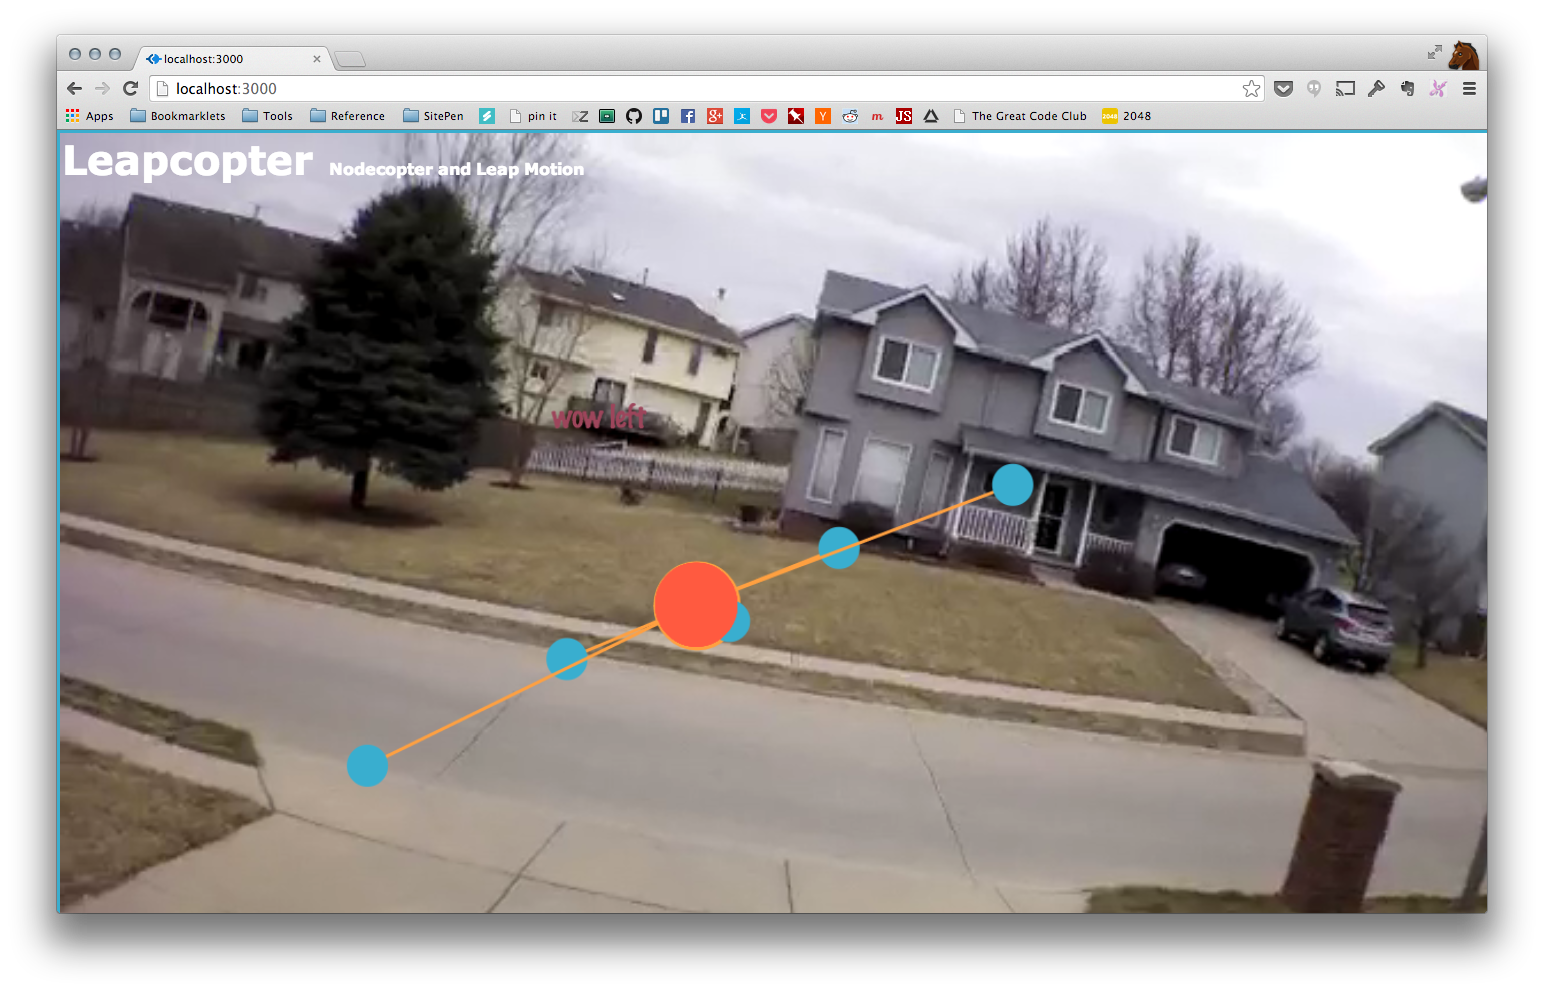 localhost:3000
localhost:3000
Apps Bookmarklets Tools Reference SitePen pin it The Great Code Club 2048 2048
Leapcopter Nodecopter and Leap Motion
wow left